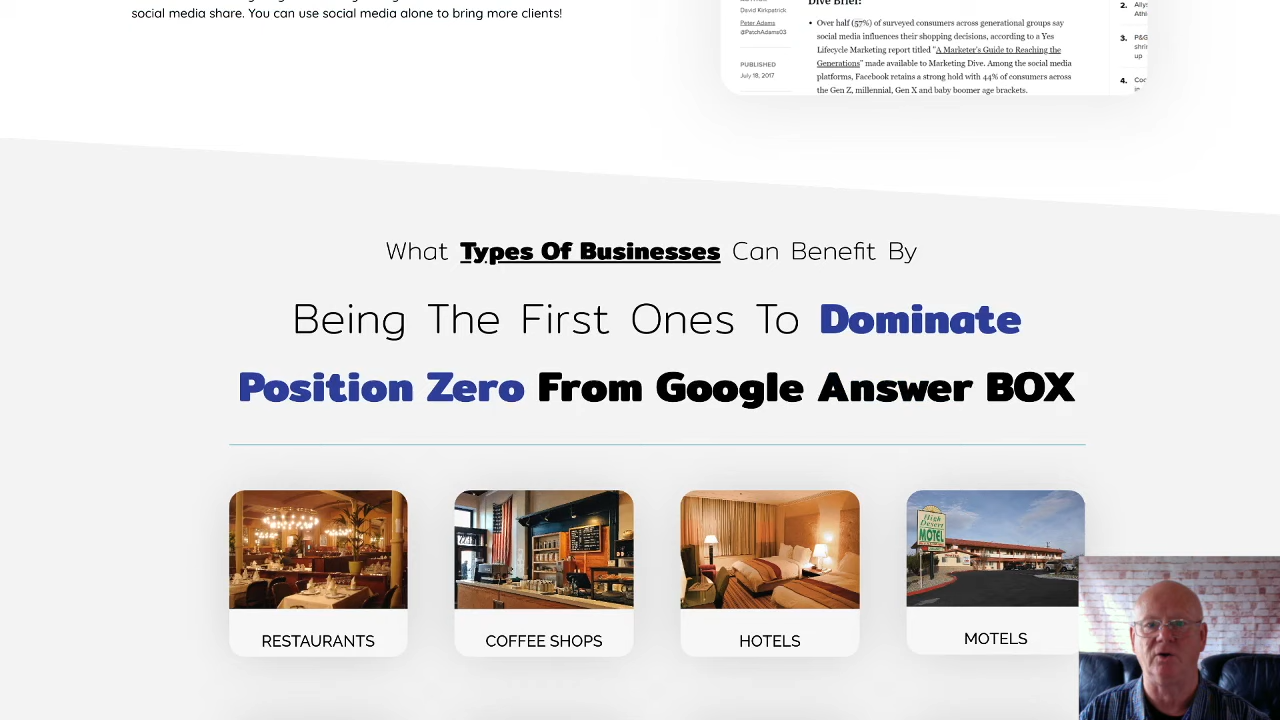 social media share. You can use social media alone to bring more clients!
David Kirkpatrick
Peter Adams
@PatchAdams03
PUBLISHED
July 18, 2017
Dive Brief:
• Over half (57%) of surveyed consumers across generational groups say
social media influences their shopping decisions, according to a Yes
Lifecycle Marketing report titled "A Marketer's Guide to Reaching the
Generations" made available to Marketing Dive. Among the social media
platforms, Facebook retains a strong hold with 44% of consumers across
the Gen Z, millennial, Gen X and baby boomer age brackets.
2.
3. P&G
up
4.
What Types Of Businesses Can Benefit By
Being The First Ones To Dominate
Position Zero From Google Answer BOX
High
Desert
MOTEL
RESTAURANTS
COFFEE SHOPS
HOTELS
MOTELS